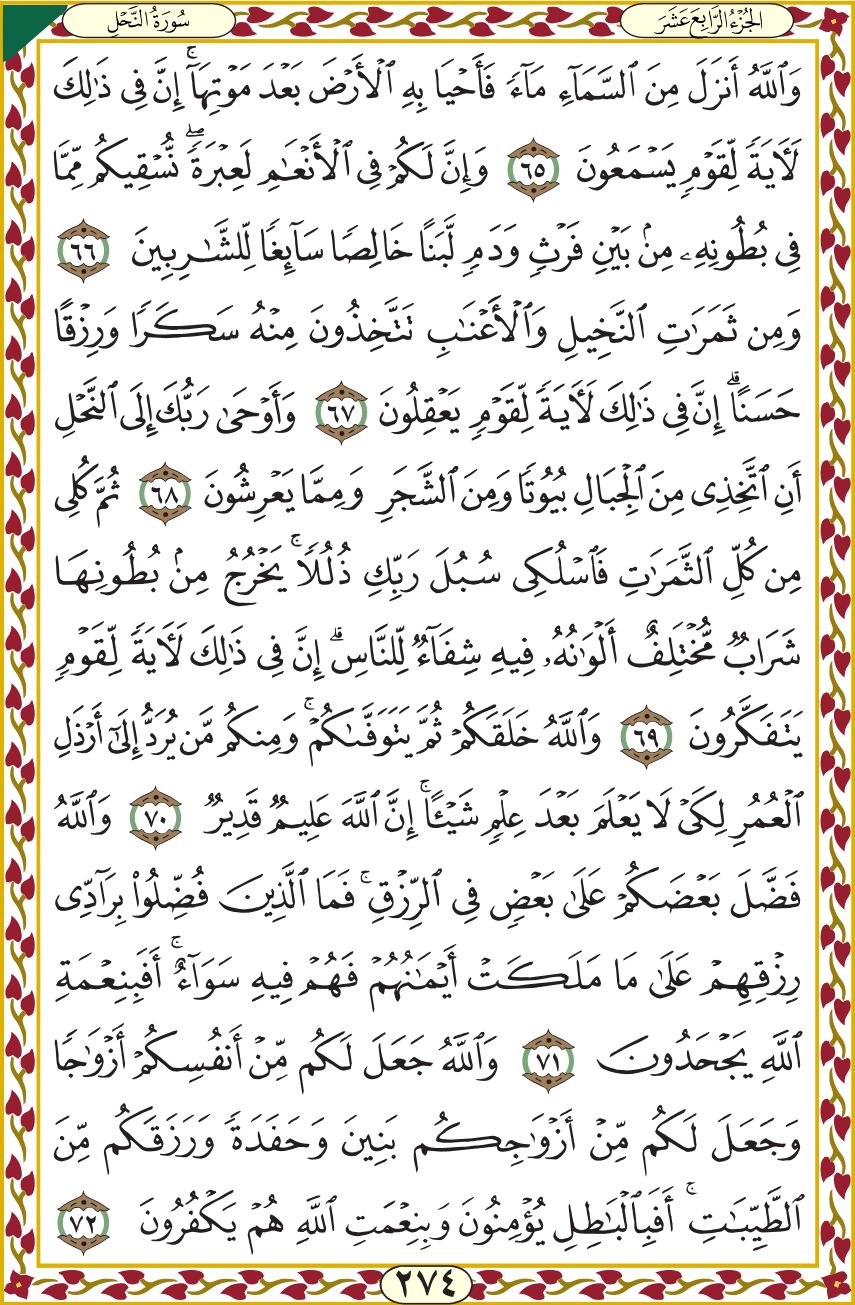 الجُزْءُ الرَّابِعَ عَشَرَ
سُورَةُ النَّحْلِ
وَٱللَّهُ أَنزَلَ مِنَ ٱلسَّمَآءِ مَآءً فَأَحْيَا بِهِ ٱلْأَرْضَ بَعْدَ مَوْتِهَآۚ إِنَّ فِى ذَٰلِكَ
لَـَٔايَةً لِّقَوْمٍ يَسْمَعُونَ ٦٥ وَإِنَّ لَكُمْ فِى ٱلْأَنْعَـٰمِ لَعِبْرَةًۖ نُّسْقِيكُم مِّمَّا
فِى بُطُونِهِۦ مِنۢ بَيْنِ فَرْثٍ وَدَمٍ لَّبَنًا خَالِصًا سَآئِغًا لِّلشَّـٰرِبِينَ ٦٦
وَمِن ثَمَرَٰتِ ٱلنَّخِيلِ وَٱلْأَعْنَـٰبِ تَتَّخِذُونَ مِنْهُ سَكَرًا وَرِزْقًا
حَسَنًاۗ إِنَّ فِى ذَٰلِكَ لَـَٔايَةً لِّقَوْمٍ يَعْقِلُونَ ٦٧ وَأَوْحَىٰ رَبُّكَ إِلَى ٱلنَّحْلِ
أَنِ ٱتَّخِذِى مِنَ ٱلْجِبَالِ بُيُوتًا وَمِنَ ٱلشَّجَرِ وَمِمَّا يَعْرِشُونَ ٦٨ ثُمَّ كُلِى
مِن كُلِّ ٱلثَّمَرَٰتِ فَٱسْلُكِى سُبُلَ رَبِّكِ ذُلُلًاۚ يَخْرُجُ مِنۢ بُطُونِهَا
شَرَابٌ مُّخْتَلِفٌ أَلْوَٰنُهُۥ فِيهِ شِفَآءٌ لِّلنَّاسِۗ إِنَّ فِى ذَٰلِكَ لَـَٔايَةً لِّقَوْمٍ
يَتَفَكَّرُونَ ٦٩ وَٱللَّهُ خَلَقَكُمْ ثُمَّ يَتَوَفَّىٰكُمْۚ وَمِنكُم مَّن يُرَدُّ إِلَىٰٓ أَرْذَلِ
ٱلْعُمُرِ لِكَىْ لَا يَعْلَمَ بَعْدَ عِلْمٍ شَيْـًٔاۚ إِنَّ ٱللَّهَ عَلِيمٌ قَدِيرٌ ٧٠ وَٱللَّهُ
فَضَّلَ بَعْضَكُمْ عَلَىٰ بَعْضٍ فِى ٱلرِّزْقِۚ فَمَا ٱلَّذِينَ فُضِّلُوا۟ بِرَآدِّى
رِزْقِهِمْ عَلَىٰ مَا مَلَكَتْ أَيْمَـٰنُهُمْ فَهُمْ فِيهِ سَوَآءٌۚ أَفَبِنِعْمَةِ
ٱللَّهِ يَجْحَدُونَ ٧١ وَٱللَّهُ جَعَلَ لَكُم مِّنْ أَنفُسِكُمْ أَزْوَٰجًا
وَجَعَلَ لَكُم مِّنْ أَزْوَٰجِكُم بَنِينَ وَحَفَدَةً وَرَزَقَكُم مِّنَ
ٱلطَّيِّبَـٰتِۚ أَفَبِٱلْبَـٰطِلِ يُؤْمِنُونَ وَبِنِعْمَتِ ٱللَّهِ هُمْ يَكْفُرُونَ ٧٢
٢٧٤